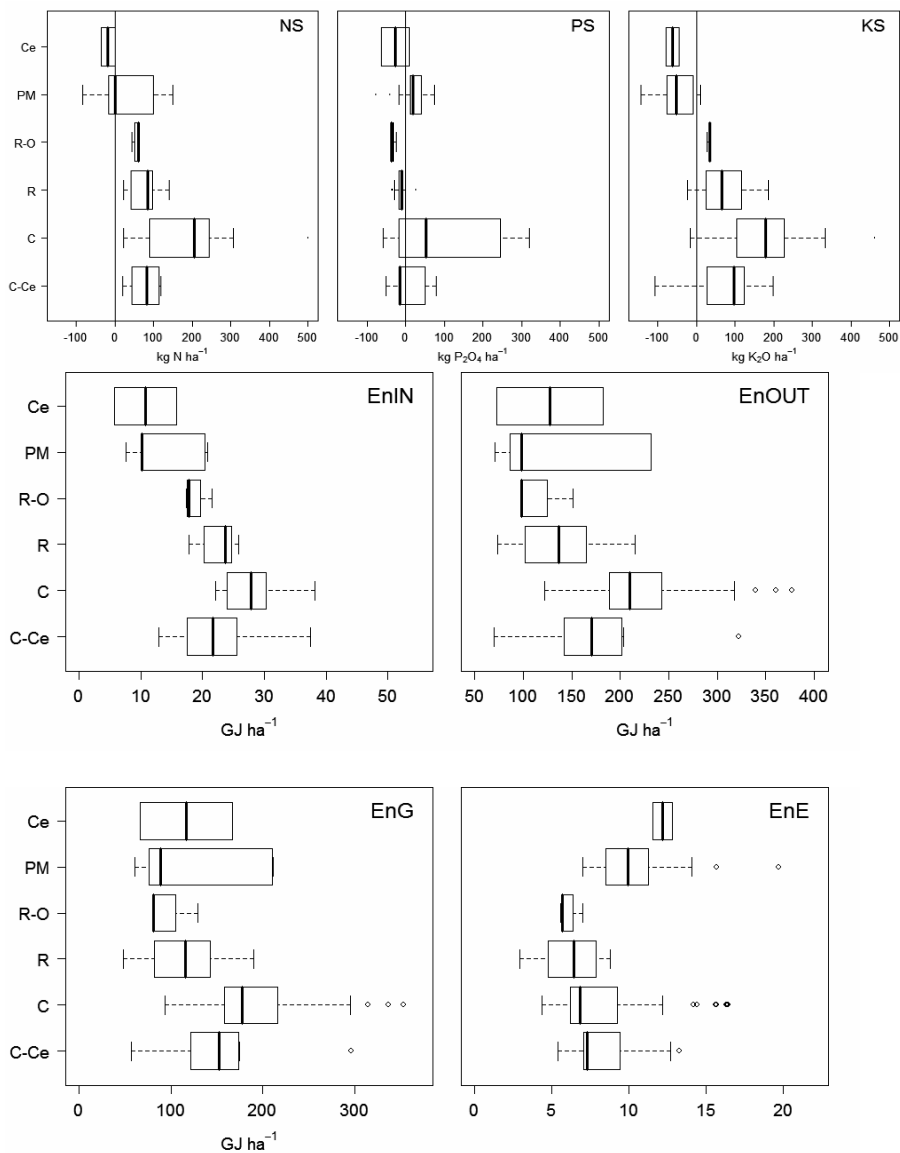 NS PS KS
Ce
PM
R-O
R
C
C-Ce
-100 0 100 200 300 400 500 -100 0 100 200 300 400 500 -100 0 100 200 300 400 500
kg N ha⁻¹ kg P₂O₄ ha⁻¹ kg K₂O ha⁻¹
EnIN EnOUT
Ce
PM
R-O
R
C
C-Ce
0 10 20 30 40 50 50 100 150 200 250 300 350 400
GJ ha⁻¹ GJ ha⁻¹
EnG EnE
Ce
PM
R-O
R
C
C-Ce
0 100 200 300 0 5 10 15 20
GJ ha⁻¹